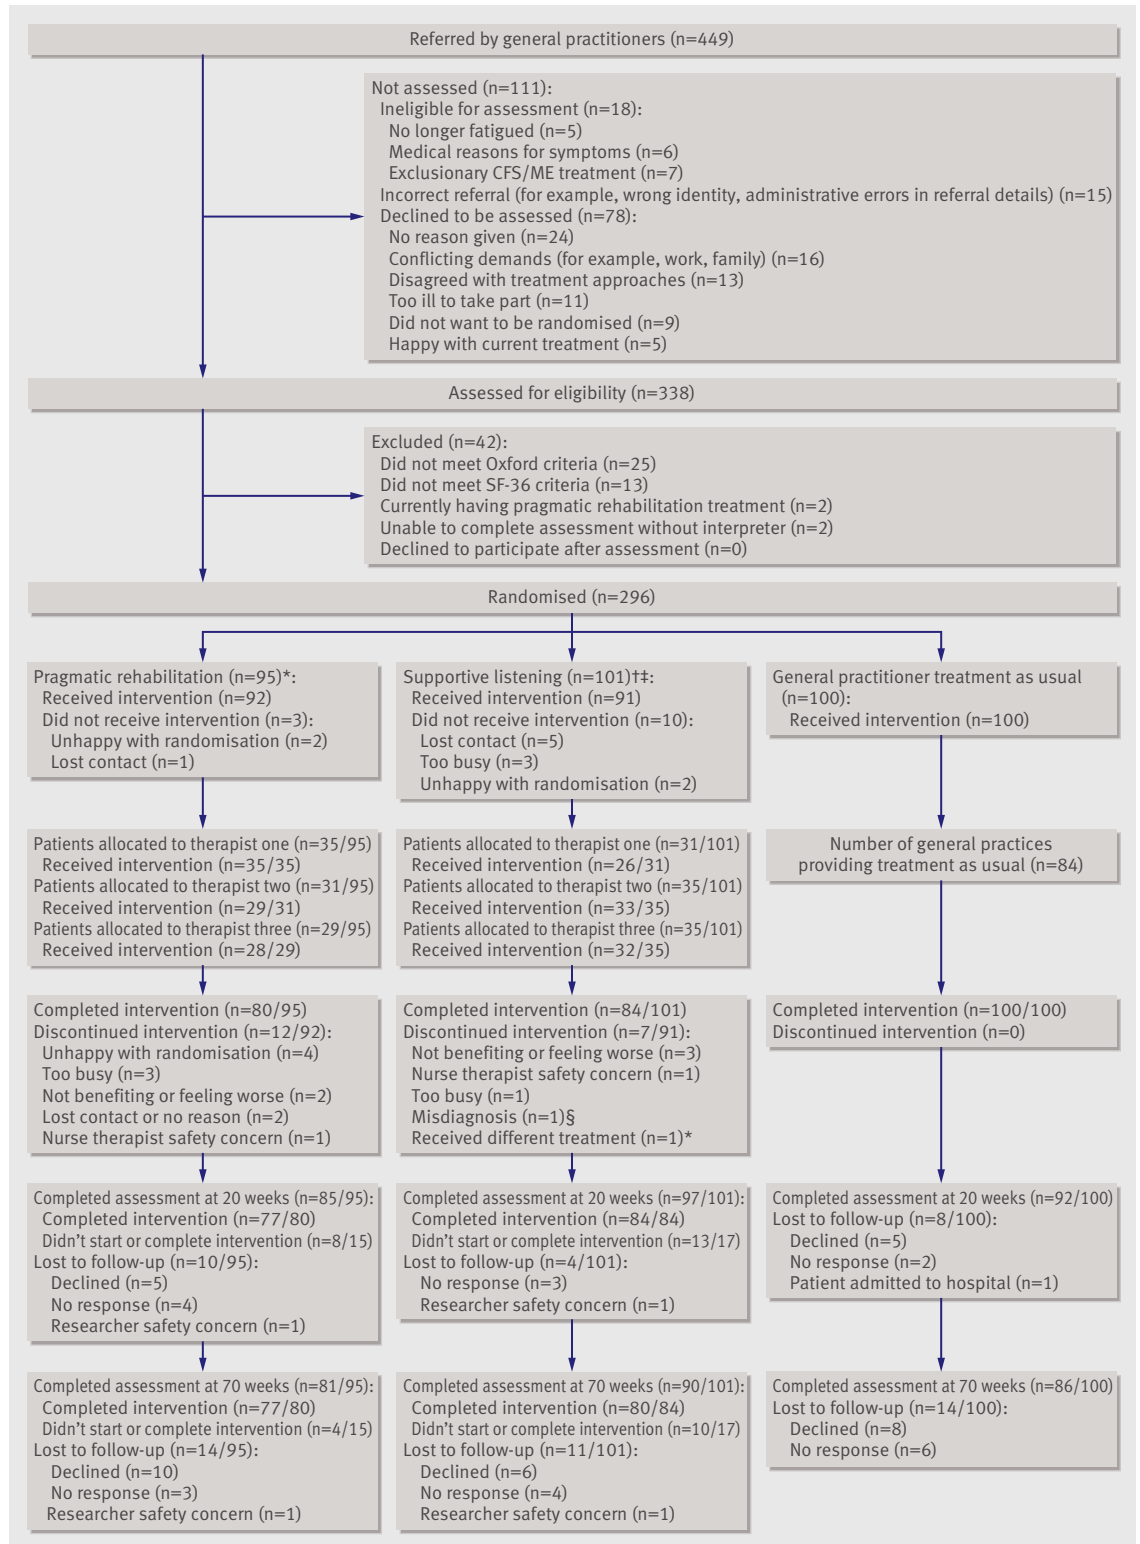 Referred by general practitioners (n=449)
Not assessed (n=111):
Ineligible for assessment (n=18):
No longer fatigued (n=5)
Medical reasons for symptoms (n=6)
Exclusionary CFS/ME treatment (n=7)
Incorrect referral (for example, wrong identity, administrative errors in referral details) (n=15)
Declined to be assessed (n=78):
No reason given (n=24)
Conflicting demands (for example, work, family) (n=16)
Disagreed with treatment approaches (n=13)
Too ill to take part (n=11)
Did not want to be randomised (n=9)
Happy with current treatment (n=5)
Assessed for eligibility (n=338)
Excluded (n=42):
Did not meet Oxford criteria (n=25)
Did not meet SF-36 criteria (n=13)
Currently having pragmatic rehabilitation treatment (n=2)
Unable to complete assessment without interpreter (n=2)
Declined to participate after assessment (n=0)
Randomised (n=296)
Pragmatic rehabilitation (n=95)*:
Received intervention (n=92)
Did not receive intervention (n=3):
Unhappy with randomisation (n=2)
Lost contact (n=1)
Supportive listening (n=101)†‡:
Received intervention (n=91)
Did not receive intervention (n=10):
Lost contact (n=5)
Too busy (n=3)
Unhappy with randomisation (n=2)
General practitioner treatment as usual
(n=100):
Received intervention (n=100)
Patients allocated to therapist one (n=35/95)
Received intervention (n=35/35)
Patients allocated to therapist two (n=31/95)
Received intervention (n=29/31)
Patients allocated to therapist three (n=29/95)
Received intervention (n=28/29)
Patients allocated to therapist one (n=31/101)
Received intervention (n=26/31)
Patients allocated to therapist two (n=35/101)
Received intervention (n=33/35)
Patients allocated to therapist three (n=35/101)
Received intervention (n=32/35)
Number of general practices
providing treatment as usual (n=84)
Completed intervention (n=80/95)
Discontinued intervention (n=12/92):
Unhappy with randomisation (n=4)
Too busy (n=3)
Not benefiting or feeling worse (n=2)
Lost contact or no reason (n=2)
Nurse therapist safety concern (n=1)
Completed intervention (n=84/101)
Discontinued intervention (n=7/91):
Not benefiting or feeling worse (n=3)
Nurse therapist safety concern (n=1)
Too busy (n=1)
Misdiagnosis (n=1)§
Received different treatment (n=1)*
Completed intervention (n=100/100)
Discontinued intervention (n=0)
Completed assessment at 20 weeks (n=85/95):
Completed intervention (n=77/80)
Didn't start or complete intervention (n=8/15)
Lost to follow-up (n=10/95):
Declined (n=5)
No response (n=4)
Researcher safety concern (n=1)
Completed assessment at 20 weeks (n=97/101):
Completed intervention (n=84/84)
Didn't start or complete intervention (n=13/17)
Lost to follow-up (n=4/101):
No response (n=3)
Researcher safety concern (n=1)
Completed assessment at 20 weeks (n=92/100)
Lost to follow-up (n=8/100):
Declined (n=5)
No response (n=2)
Patient admitted to hospital (n=1)
Completed assessment at 70 weeks (n=81/95):
Completed intervention (n=77/80)
Didn't start or complete intervention (n=4/15)
Lost to follow-up (n=14/95):
Declined (n=10)
No response (n=3)
Researcher safety concern (n=1)
Completed assessment at 70 weeks (n=90/101):
Completed intervention (n=80/84)
Didn't start or complete intervention (n=10/17)
Lost to follow-up (n=11/101):
Declined (n=6)
No response (n=4)
Researcher safety concern (n=1)
Completed assessment at 70 weeks (n=86/100)
Lost to follow-up (n=14/100):
Declined (n=8)
No response (n=6)